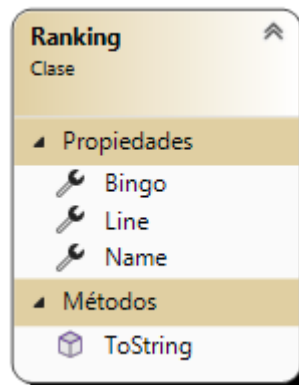 Ranking
Clase
Propiedades
Bingo
Line
Name
Métodos
ToString